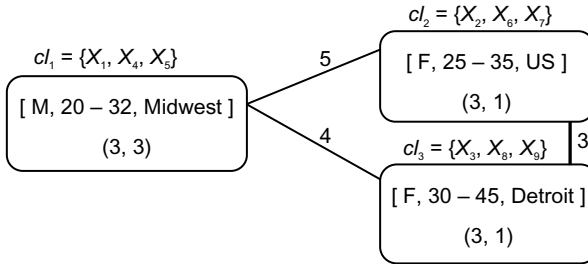 cl₂ = {X₂, X₆, X₇}
cl₁ = {X₁, X₄, X₅}
5
[ F, 25 – 35, US ]
[ M, 20 – 32, Midwest ]
(3, 1)
(3, 3)
4
3
cl₃ = {X₃, X₈, X₉}
[ F, 30 – 45, Detroit ]
(3, 1)